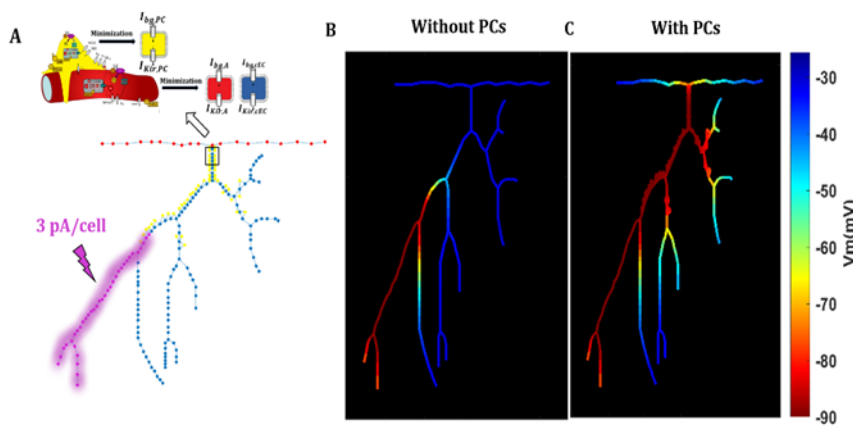 A
I_bg,PC
Minimization
I_Kir,PC
Minimization
I_bg,A
I_bg,cEC
I_Kir,A
I_Kir,cEC
3 pA/cell
B
Without PCs
C
With PCs
-30
-40
-50
-60
-70
-80
-90
Vm(mV)